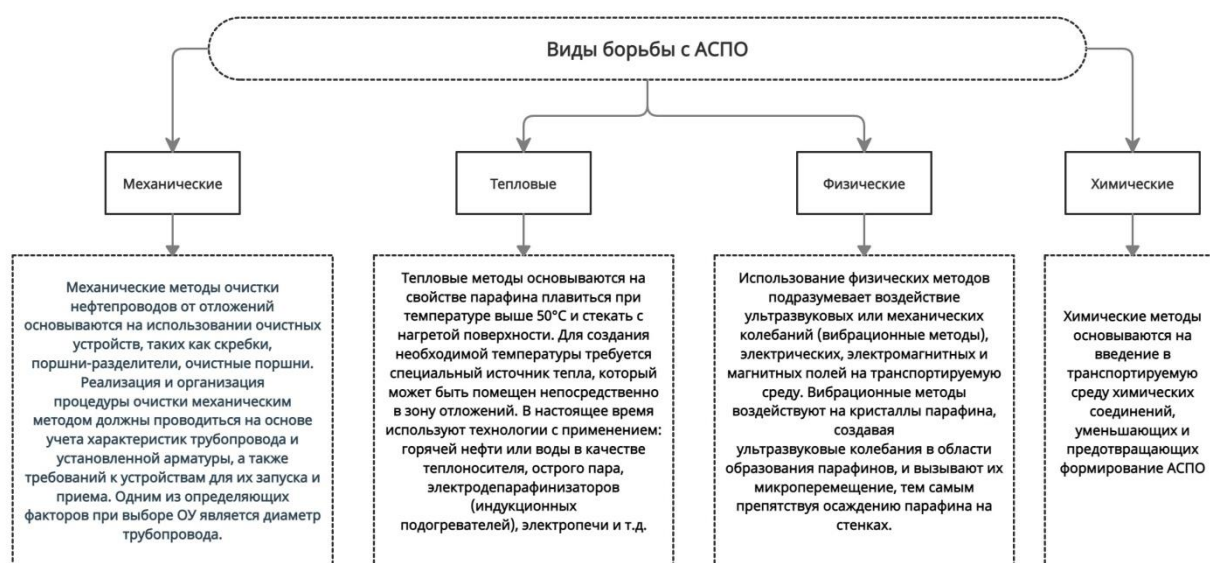 Виды борьбы с АСПО
Механические
Тепловые
Физические
Химические
Механические методы очистки
нефтепроводов от отложений
основываются на использовании очистных
устройств, таких как скребки,
поршни-разделители, очистные поршни.
Реализация и организация
процедуры очистки механическим
методом должны проводиться на основе
учета характеристик трубопровода и
установленной арматуры, а также
требований к устройствам для их запуска и
приема. Одним из определяющих
факторов при выборе ОУ является диаметр
трубопровода.
Тепловые методы основываются на
свойстве парафина плавиться при
температуре выше 50°C и стекать с
нагретой поверхности. Для создания
необходимой температуры требуется
специальный источник тепла, который
может быть помещен непосредственно
в зону отложений. В настоящее время
используют технологии с применением:
горячей нефти или воды в качестве
теплоносителя, острого пара,
электродепарафинизаторов
(индукционных
подогревателей), электропечи и т.д.
Использование физических методов
подразумевает воздействие
ультразвуковых или механических
колебаний (вибрационные методы),
электрических, электромагнитных и
магнитных полей на транспортируемую
среду. Вибрационные методы
воздействуют на кристаллы парафина,
создавая
ультразвуковые колебания в области
образования парафинов, и вызывают их
микроперемещение, тем самым
препятствуя осаждению парафина на
стенках.
Химические методы
основываются на
введение в
транспортируемую
среду химических
соединений,
уменьшающих и
предотвращающих
формирование АСПО